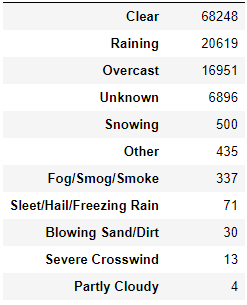 Clear 68248
Raining 20619
Overcast 16951
Unknown 6896
Snowing 500
Other 435
Fog/Smog/Smoke 337
Sleet/Hail/Freezing Rain 71
Blowing Sand/Dirt 30
Severe Crosswind 13
Partly Cloudy 4